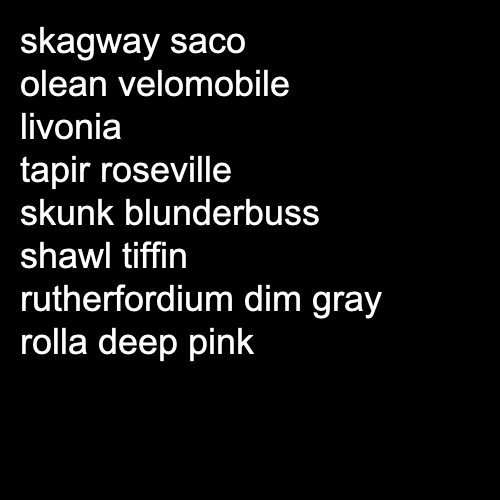 skagway saco
olean velomobile
livonia
tapir roseville
skunk blunderbuss
shawl tiffin
rutherfordium dim gray
rolla deep pink